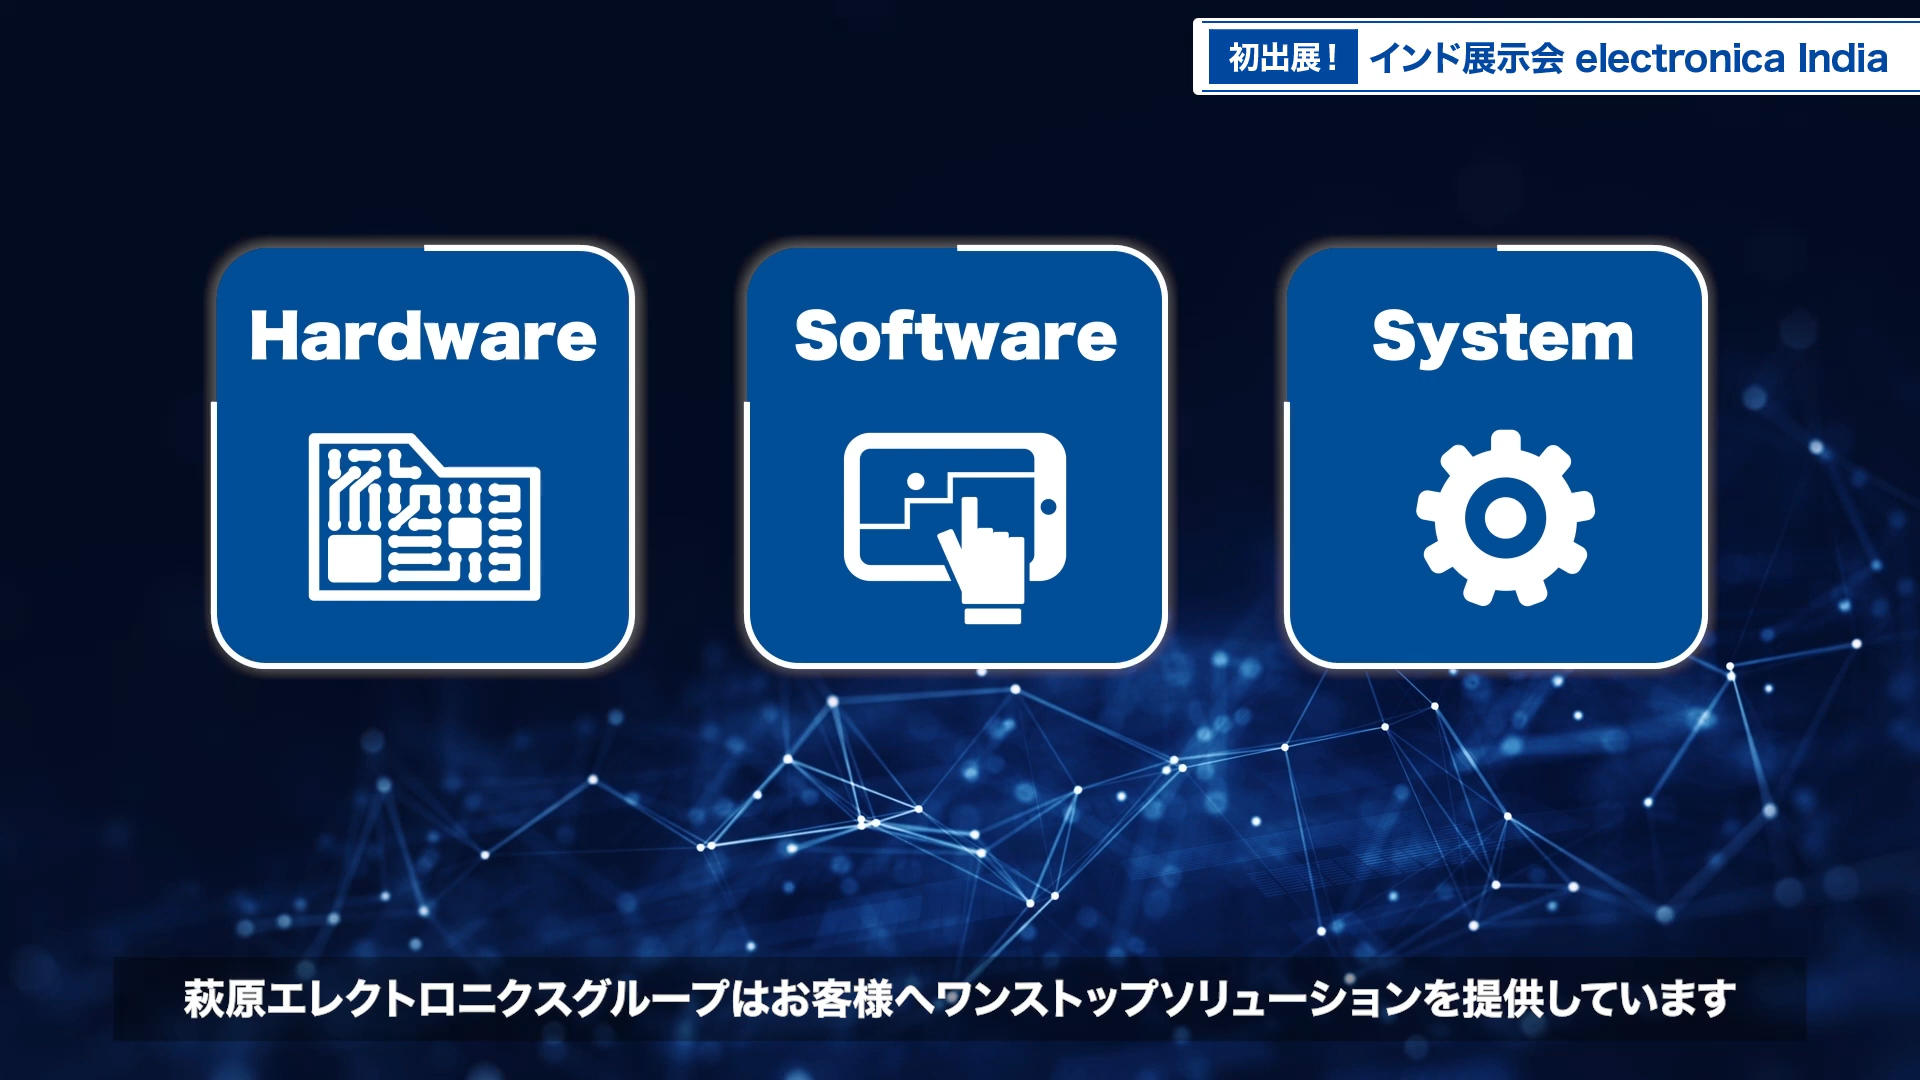 初出展！ インド展示会 electronica India
Hardware
Software
System
萩原エレクトロニクスグループはお客様へワンストップソリューションを提供しています